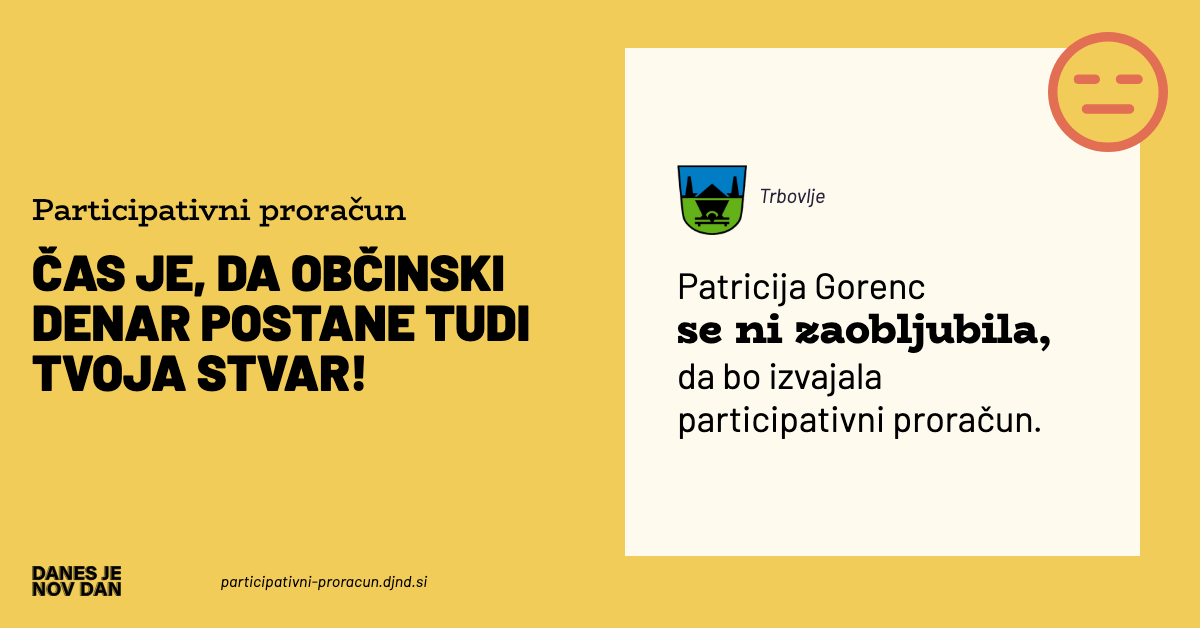 Participativni proračun
ČAS JE, DA OBČINSKI
DENAR POSTANE TUDI
TVOJA STVAR!
DANES JE
NOV DAN
participativni-proracun.djnd.si
Trbovlje
Patricija Gorenc
se ni zaobljubila,
da bo izvajala
participativni proračun.